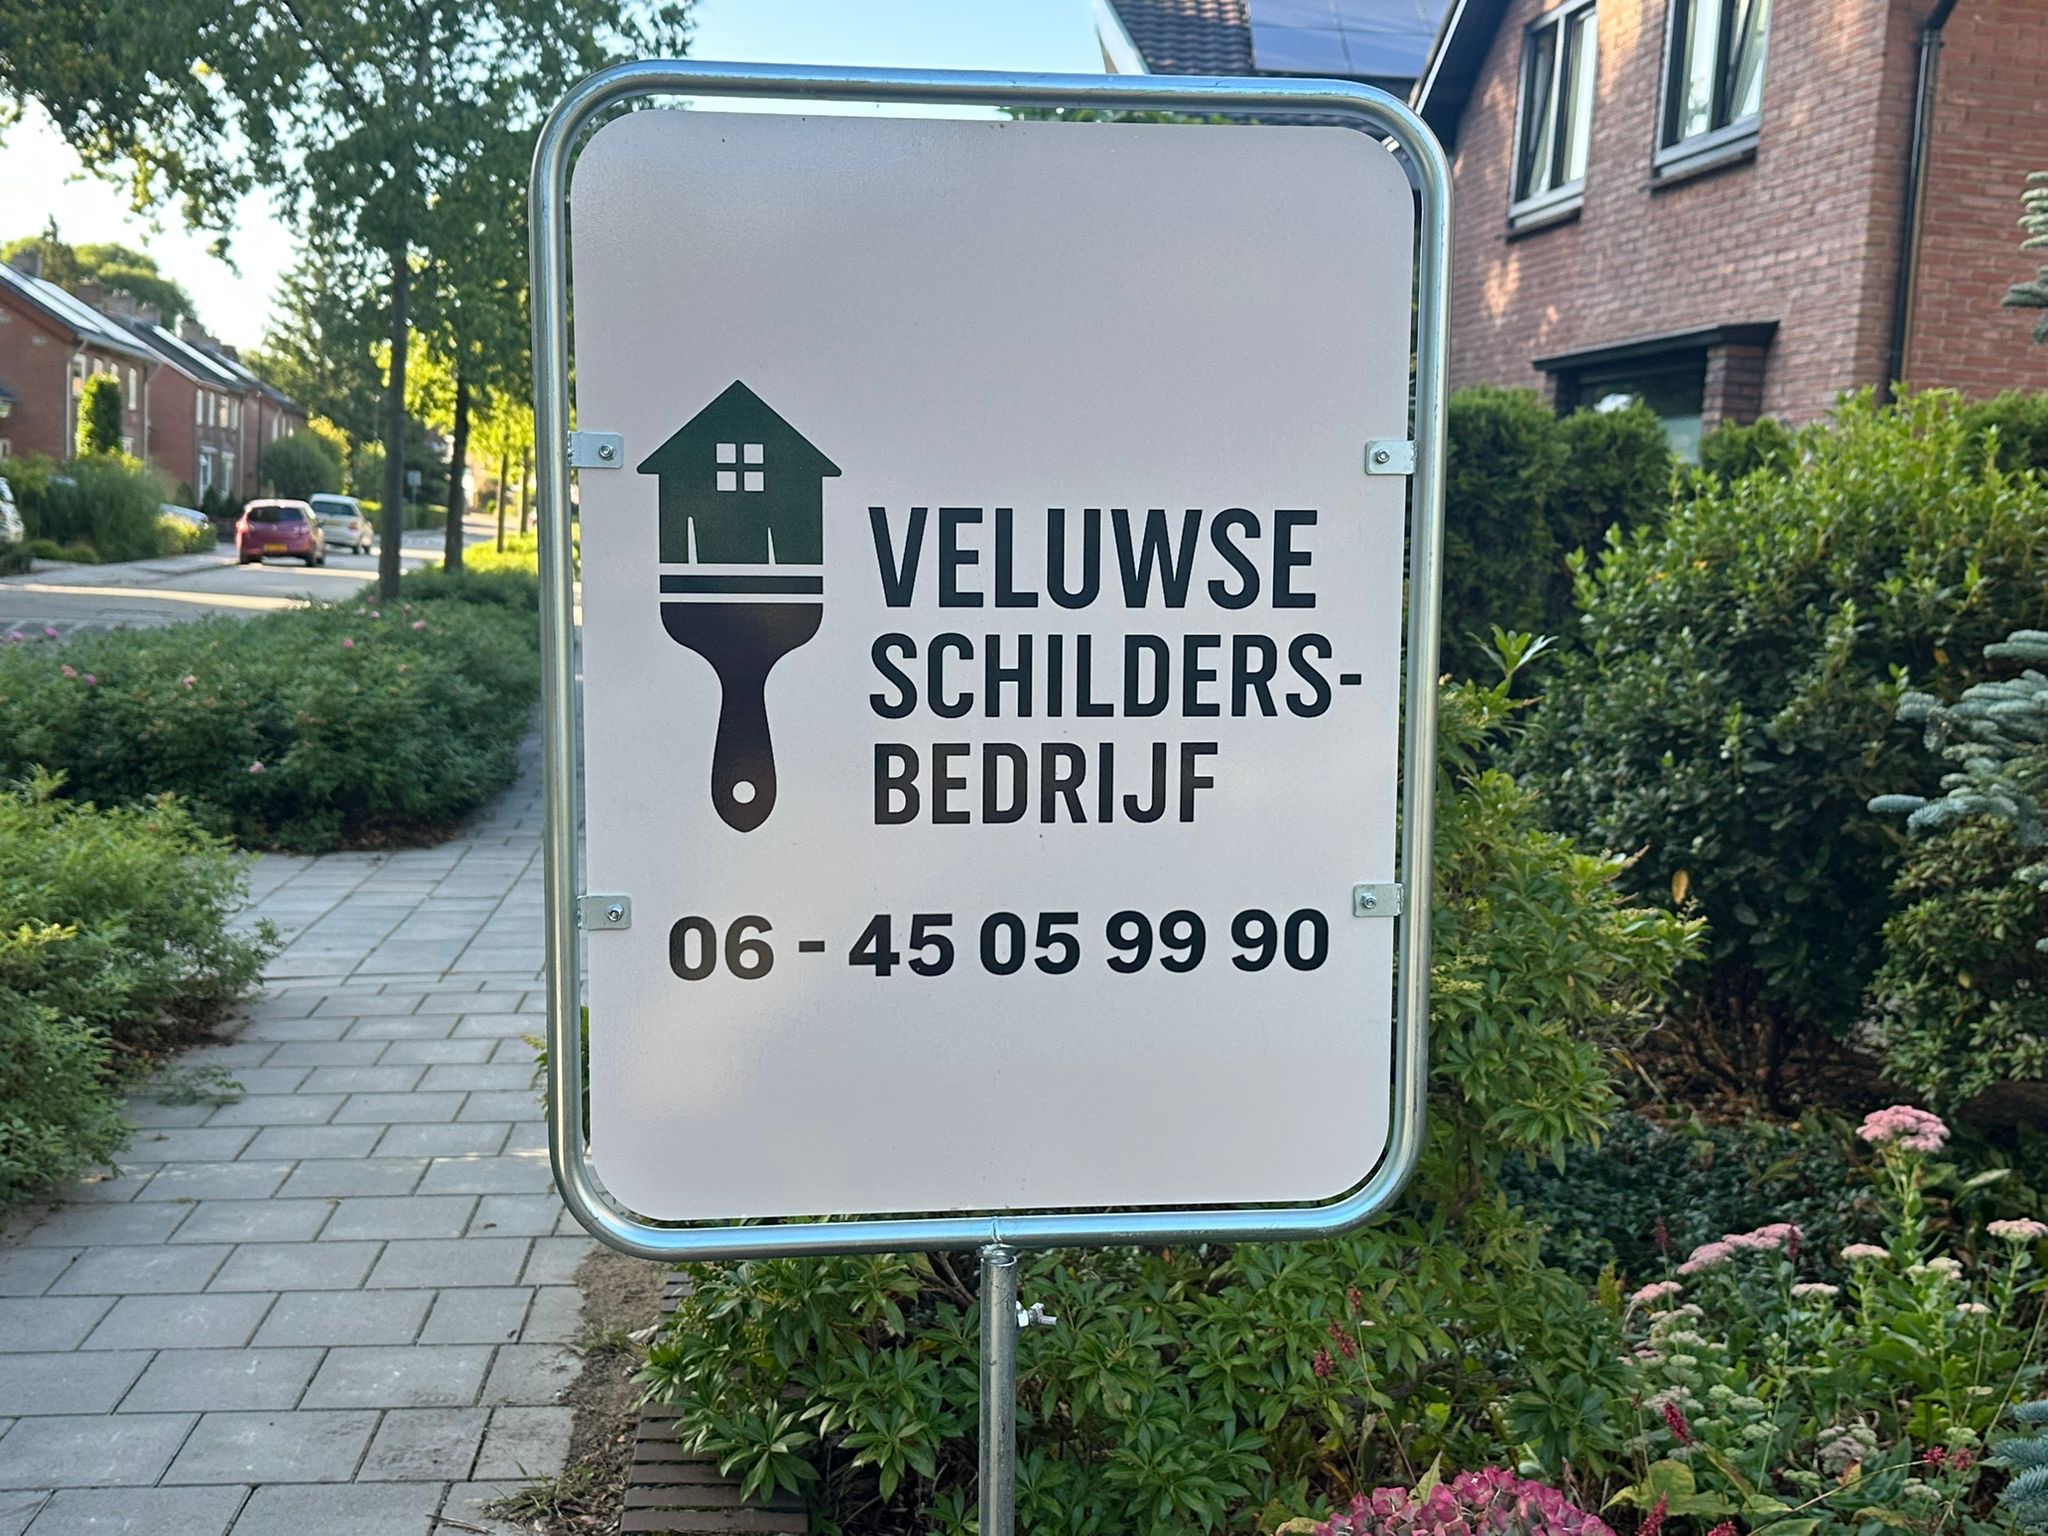 VELUWSE
SCHILDERS-
BEDRIJF
06 - 45 05 99 90